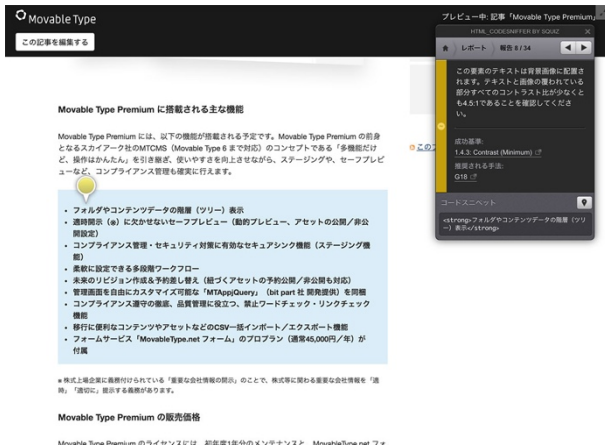 Movable Type
プレビュー中: 記事「Movable Type Premium」
この記事を編集する
HTML_CODESNIFFER BY SQUIZ
レポート 報告 8 / 34
この要素のテキストは背景画像に配置さ
れます。テキストと画像の覆われている
部分すべてのコントラスト比が少なくと
も4.5:1であることを確認してくださ
い。
成功基準:
1.4.3: Contrast (Minimum)
推奨される手法:
G18
コードスニペット
<strong>フォルダやコンテンツデータの階層（ツリ
ー）表示</strong>
Movable Type Premium に搭載される主な機能
Movable Type Premium には、以下の機能が搭載される予定です。Movable Type Premium の前身
となるスカイアーク社のMTCMS（Movable Type 6 まで対応）のコンセプトである「多機能だけ
ど、操作はかんたん」を引き継ぎ、使いやすさを向上させながら、ステージングや、セーフプレビ
ューなど、コンプライアンス管理も確実に行えます。
このブ
フォルダやコンテンツデータの階層（ツリー）表示
適時開示（※）に欠かせないセーフプレビュー（動的プレビュー、アセットの公開／非公
開設定）
コンプライアンス管理・セキュリティ対策に有効なセキュアシンク機能（ステージング機
能）
柔軟に設定できる多段階ワークフロー
未来のリビジョン作成＆予約差し替え（紐づくアセットの予約公開／非公開も対応）
管理画面を自由にカスタマイズ可能な「MTAppjQuery」（bit part 社 開発提供）を同梱
コンプライアンス遵守の徹底、品質管理に役立つ、禁止ワードチェック・リンクチェック
機能
移行に便利なコンテンツやアセットなどのCSV一括インポート／エクスポート機能
フォームサービス「MovableType.net フォーム」のプロプラン（通常45,000円／年）が
付属
※ 株式上場企業に義務付けられている「重要な会社情報の開示」のことで、株式等に関わる重要な会社情報を「適
時」「適切に」提示する義務があります。
Movable Type Premium の販売価格
Movable Type Premium のライセンスには、初年度1年分のメンテナンスと、MovableType.net フォ